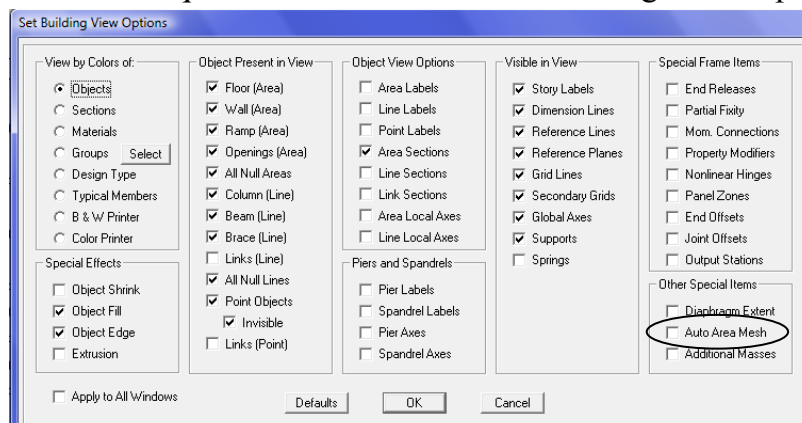 Set Building View Options
View by Colors of:
Objects
Sections
Materials
Groups Select
Design Type
Typical Members
B & W Printer
Color Printer
Special Effects
Object Shrink
Object Fill
Object Edge
Extrusion
Object Present in View
Floor (Area)
Wall (Area)
Ramp (Area)
Openings (Area)
All Null Areas
Column (Line)
Beam (Line)
Brace (Line)
Links (Line)
All Null Lines
Point Objects
Invisible
Links (Point)
Object View Options
Area Labels
Line Labels
Point Labels
Area Sections
Line Sections
Link Sections
Area Local Axes
Line Local Axes
Piers and Spandrels
Pier Labels
Spandrel Labels
Pier Axes
Spandrel Axes
Visible in View
Story Labels
Dimension Lines
Reference Lines
Reference Planes
Grid Lines
Secondary Grids
Global Axes
Supports
Springs
Special Frame Items
End Releases
Partial Fixity
Mom. Connections
Property Modifiers
Nonlinear Hinges
Panel Zones
End Offsets
Joint Offsets
Output Stations
Other Special Items
Diaphragm Extent
Auto Area Mesh
Additional Masses
Apply to All Windows
Defaults OK Cancel